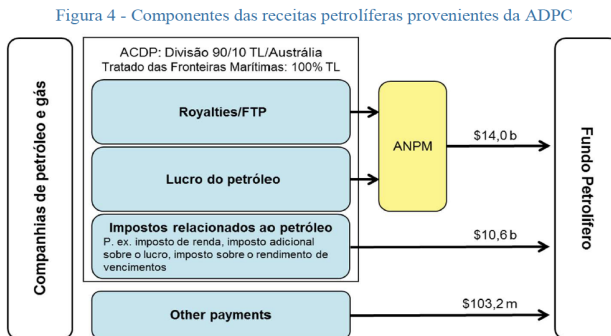 Figura 4 - Componentes das receitas petrolíferas provenientes da ADPC
Companhias de petróleo e gás
ACDP: Divisão 90/10 TL/Austrália
Tratado das Fronteiras Marítimas: 100% TL
Royalties/FTP
Lucro do petróleo
ANPM
$14,0 b
Impostos relacionados ao petróleo
P. ex. imposto de renda, imposto adicional
sobre o lucro, imposto sobre o rendimento de
vencimentos
$10,6 b
Other payments
$103,2 m
Fundo Petrolífero